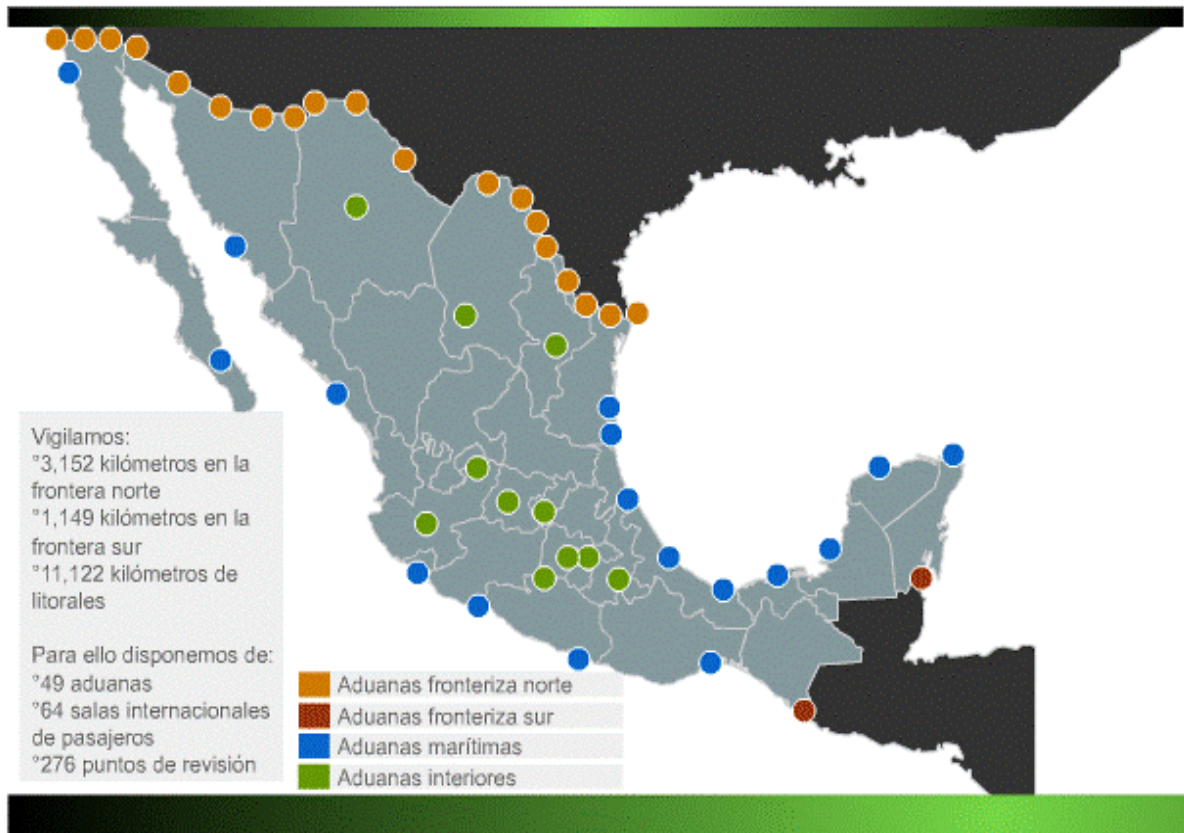 Vigilamos:
°3,152 kilómetros en la
frontera norte
°1,149 kilómetros en la
frontera sur
°11,122 kilómetros de
litorales
Para ello disponemos de:
°49 aduanas
°64 salas internacionales
de pasajeros
°276 puntos de revisión
Aduanas fronteriza norte
Aduanas fronteriza sur
Aduanas marítimas
Aduanas interiores